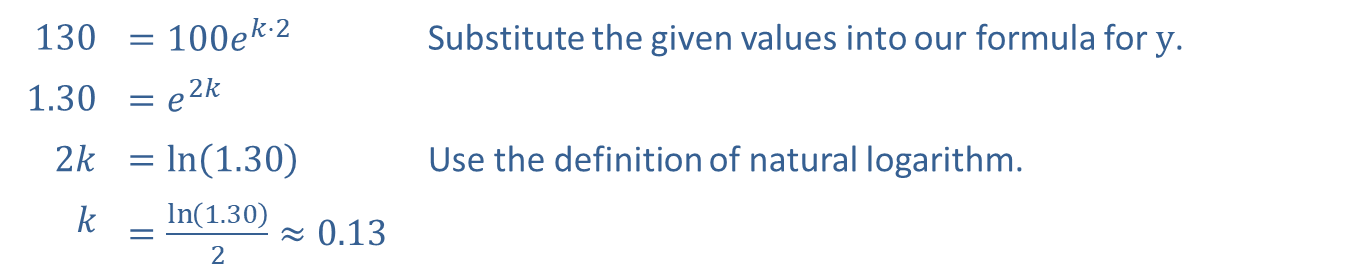 130 = 100e^{k·2} Substitute the given values into our formula for y.
1.30 = e^{2k}
2k = ln(1.30) Use the definition of natural logarithm.
k = \frac{ln(1.30)}{2} ≈ 0.13